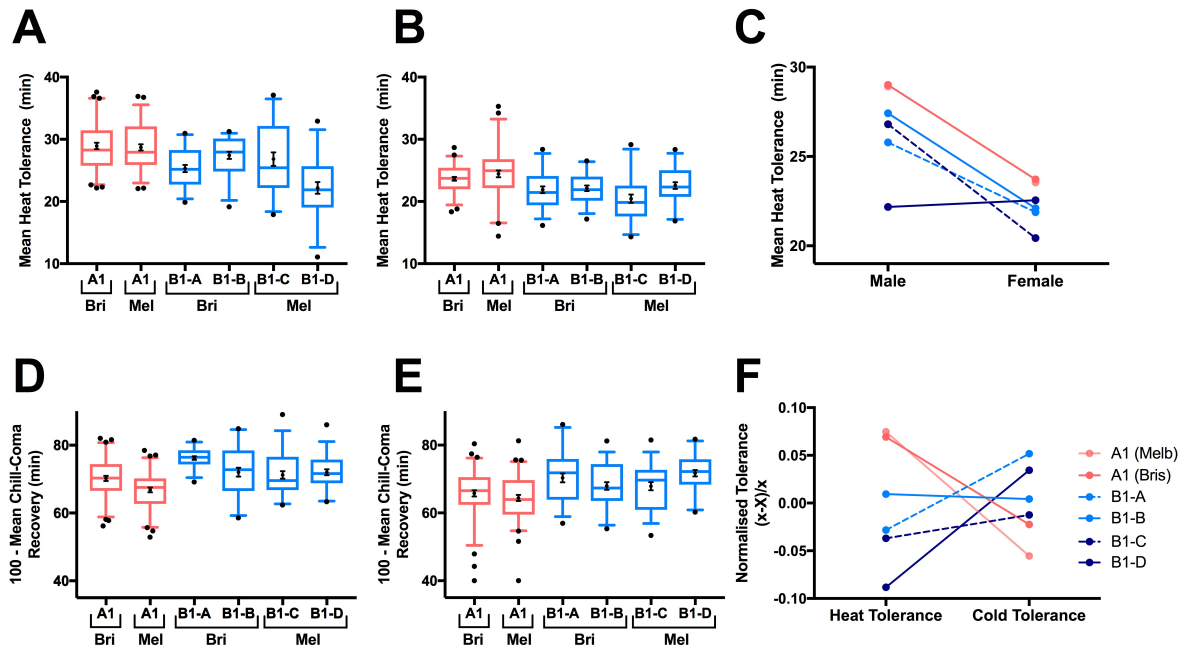 A
B
C
Mean Heat Tolerance (min)
40
30
20
10
A1
A1
B1-A
B1-B
B1-C
B1-D
Bri
Mel
Bri
Mel
Mean Heat Tolerance (min)
40
30
20
10
A1
A1
B1-A
B1-B
B1-C
B1-D
Bri
Mel
Bri
Mel
Mean Heat Tolerance (min)
30
25
20
Male
Female
D
E
F
100 - Mean Chill-Coma
Recovery (min)
80
60
40
A1
A1
B1-A
B1-B
B1-C
B1-D
Bri
Mel
Bri
Mel
100 - Mean Chill-Coma
Recovery (min)
80
60
40
A1
A1
B1-A
B1-B
B1-C
B1-D
Bri
Mel
Bri
Mel
Normalised Tolerance
(x-X)/x
0.10
0.05
0.00
-0.05
-0.10
Heat Tolerance
Cold Tolerance
A1 (Melb)
A1 (Bris)
B1-A
B1-B
B1-C
B1-D